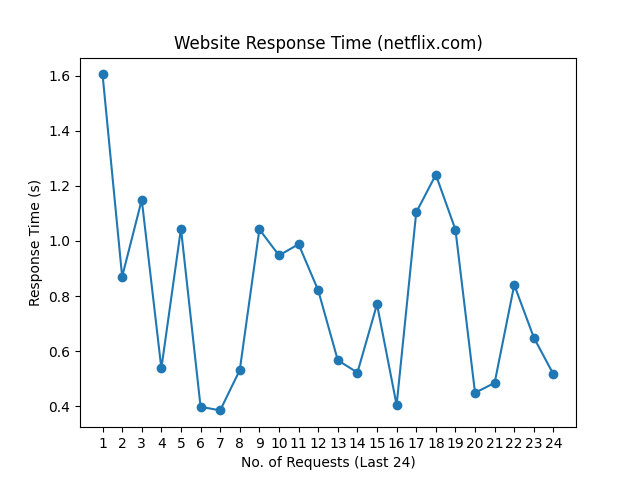 Website Response Time (netflix.com)
Response Time (s)
1.6
1.4
1.2
1.0
0.8
0.6
0.4
1 2 3 4 5 6 7 8 9 10 11 12 13 14 15 16 17 18 19 20 21 22 23 24
No. of Requests (Last 24)